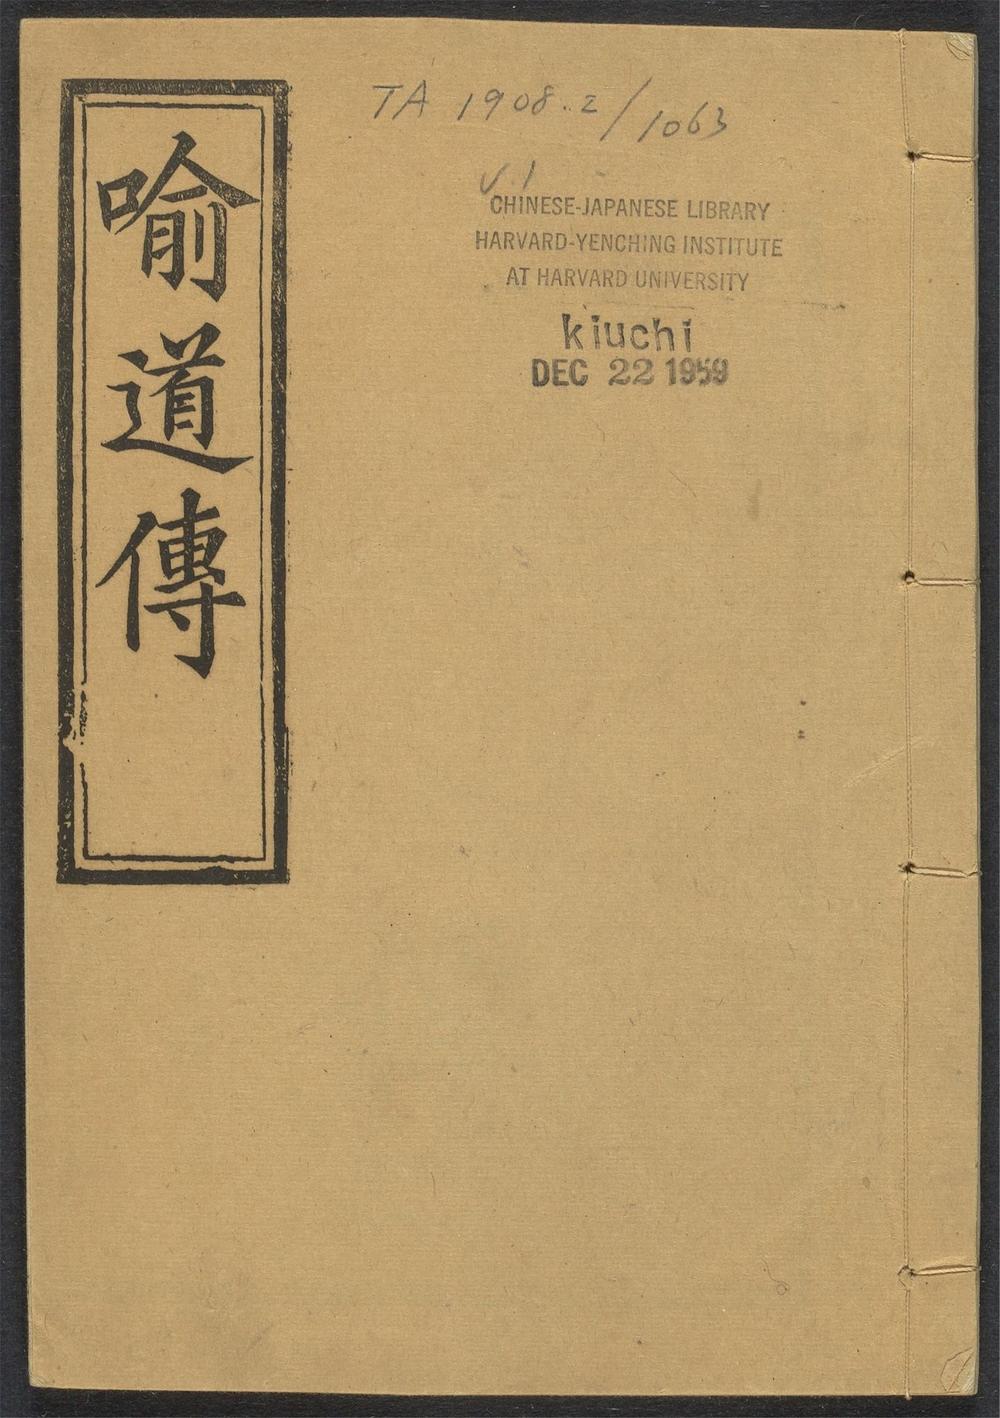 TA 1908.2/1063
v.1
CHINESE-JAPANESE LIBRARY
HARVARD-YENCHING INSTITUTE
AT HARVARD UNIVERSITY
kiuchi
DEC 22 1959
喻道傳